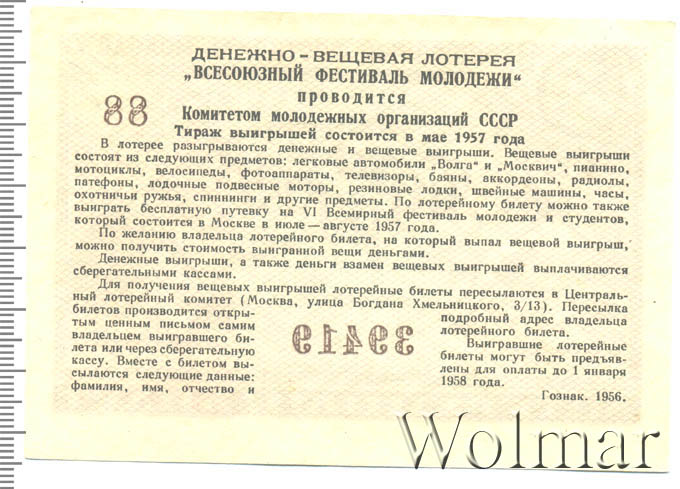 ДЕНЕЖНО-ВЕЩЕВАЯ ЛОТЕРЕЯ
„ВСЕСОЮЗНЫЙ ФЕСТИВАЛЬ МОЛОДЕЖИ“
проводится
88
Комитетом молодежных организаций СССР
Тираж выигрышей состоится в мае 1957 года
В лотерее разыгрываются денежные и вещевые выигрыши. Вещевые выигрыши
состоят из следующих предметов: легковые автомобили „Волга“ и „Москвич“, пианино,
мотоциклы, велосипеды, фотоаппараты, телевизоры, баяны, аккордеоны, радиолы,
патефоны, лодочные подвесные моторы, резиновые лодки, швейные машины, часы,
охотничьи ружья, спиннинги и другие предметы. По лотерейному билету можно также
выиграть бесплатную путевку на VI Всемирный фестиваль молодежи и студентов,
который состоится в Москве в июле—августе 1957 года.
По желанию владельца лотерейного билета, на который выпал вещевой выигрыш,
можно получить стоимость выигранной вещи деньгами.
Денежные выигрыши, а также деньги взамен вещевых выигрышей выплачиваются
сберегательными кассами.
Для получения вещевых выигрышей лотерейные билеты пересылаются в Централь-
ный лотерейный комитет (Москва, улица Богдана Хмельницкого, 3/13). Пересылка
билетов производится откры-
тым ценным письмом самим
владельцем выигравшего би-
лета или через сберегательную
кассу. Вместе с билетом вы-
сылаются следующие данные:
фамилия, имя, отчество и
39419
подробный адрес владельца
лотерейного билета.
Выигравшие лотерейные
билеты могут быть предъяв-
лены для оплаты до 1 января
1958 года.
Гознак. 1956.
Wolmar